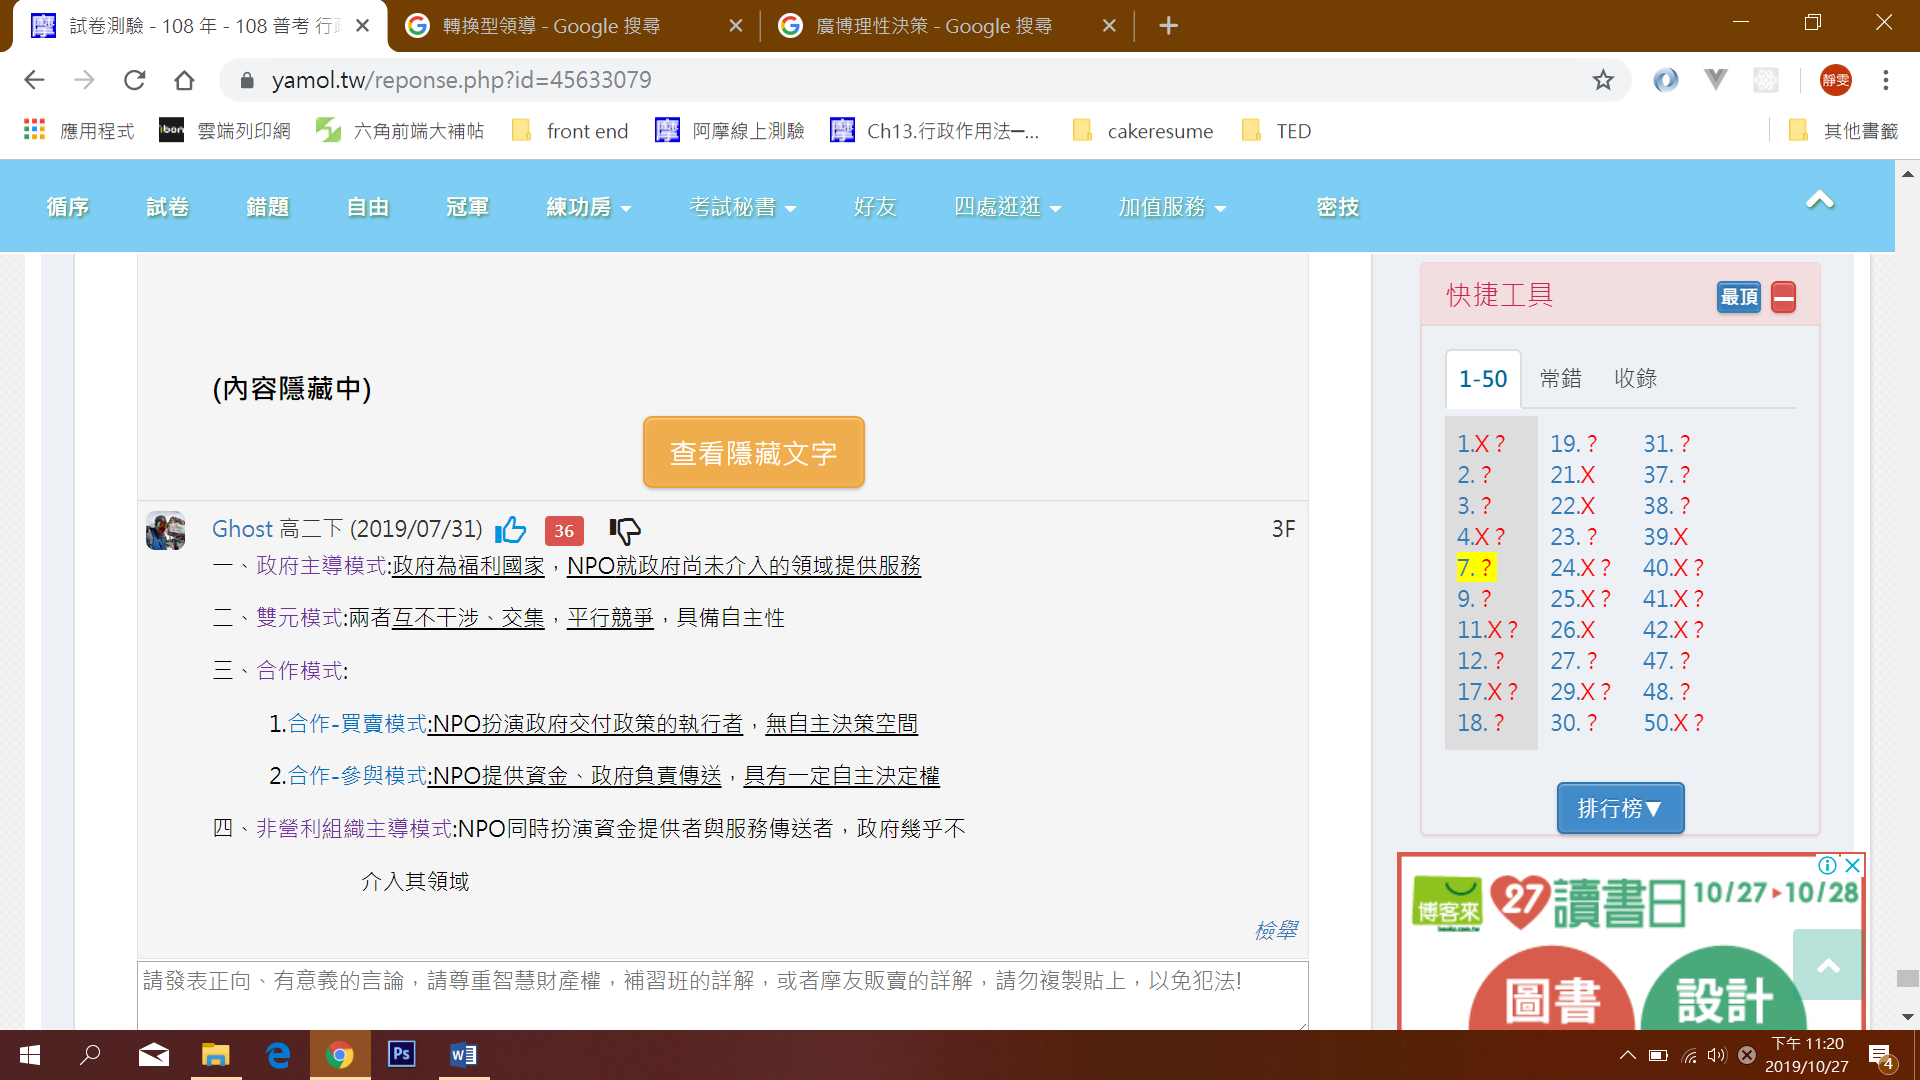 試卷測驗 - 108 年 - 108 普考 行
轉換型領導 - Google 搜尋
廣博理性決策 - Google 搜尋
yamol.tw/reponse.php?id=45633079
靜雯
應用程式
ibon
雲端列印網
六角前端大補帖
front end
摩
阿摩線上測驗
摩
Ch13.行政作用法─...
cakeresume
TED
其他書籤
循序
試卷
錯題
自由
冠軍
練功房
考試秘書
好友
四處逛逛
加值服務
密技
(內容隱藏中)
查看隱藏文字
Ghost 高二下 (2019/07/31)
36
3F
一、政府主導模式:政府為福利國家，NPO就政府尚未介入的領域提供服務
二、雙元模式:兩者互不干涉、交集，平行競爭，具備自主性
三、合作模式:
1.合作-買賣模式:NPO扮演政府交付政策的執行者，無自主決策空間
2.合作-參與模式:NPO提供資金、政府負責傳送，具有一定自主決定權
四、非營利組織主導模式:NPO同時扮演資金提供者與服務傳送者，政府幾乎不
介入其領域
檢舉
請發表正向、有意義的言論，請尊重智慧財產權，補習班的詳解，或者摩友販賣的詳解，請勿複製貼上，以免犯法!
快捷工具
最頂
1-50
常錯
收錄
1.X ?
2. ?
3. ?
4.X ?
7. ?
9. ?
11.X ?
12. ?
17.X ?
18. ?
19. ?
21.X
22.X
23. ?
24.X ?
25.X ?
26.X
27. ?
29.X ?
30. ?
31. ?
37. ?
38. ?
39.X
40.X ?
41.X ?
42.X ?
47. ?
48. ?
50.X ?
排行榜▼
博客來
books.com.tw
27
讀書日
10/27▸10/28
圖書
設計
Ps
下午 11:20
2019/10/27
4